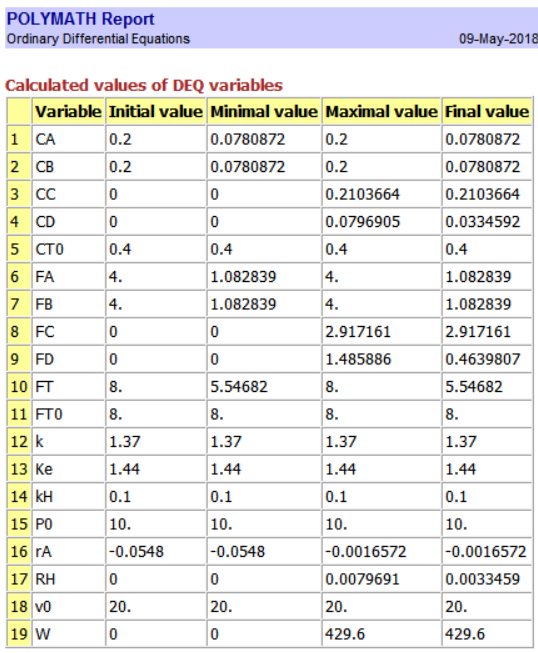 POLYMATH Report
Ordinary Differential Equations 09-May-2018
Calculated values of DEQ variables
Variable Initial value Minimal value Maximal value Final value
1 CA 0.2 0.0780872 0.2 0.0780872
2 CB 0.2 0.0780872 0.2 0.0780872
3 CC 0 0 0.2103664 0.2103664
4 CD 0 0 0.0796905 0.0334592
5 CT0 0.4 0.4 0.4 0.4
6 FA 4. 1.082839 4. 1.082839
7 FB 4. 1.082839 4. 1.082839
8 FC 0 0 2.917161 2.917161
9 FD 0 0 1.485886 0.4639807
10 FT 8. 5.54682 8. 5.54682
11 FT0 8. 8. 8. 8.
12 k 1.37 1.37 1.37 1.37
13 Ke 1.44 1.44 1.44 1.44
14 kH 0.1 0.1 0.1 0.1
15 P0 10. 10. 10. 10.
16 rA -0.0548 -0.0548 -0.0016572 -0.0016572
17 RH 0 0 0.0079691 0.0033459
18 v0 20. 20. 20. 20.
19 W 0 0 429.6 429.6